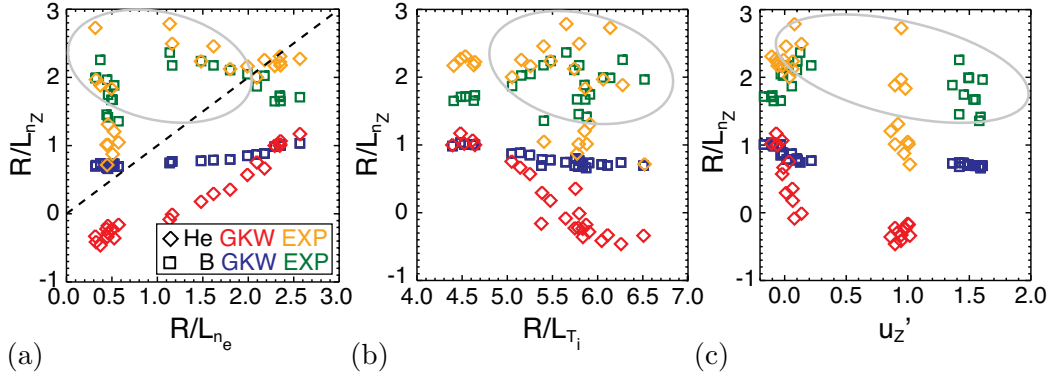 3
2
1
0
-1
R/L_{n_Z}
0.0 0.5 1.0 1.5 2.0 2.5 3.0
R/L_{n_e}
He GKW EXP
B GKW EXP
(a)
3
2
1
0
-1
R/L_{n_Z}
4.0 4.5 5.0 5.5 6.0 6.5 7.0
R/L_{T_i}
(b)
3
2
1
0
-1
R/L_{n_Z}
0.0 0.5 1.0 1.5 2.0
u_Z'
(c)